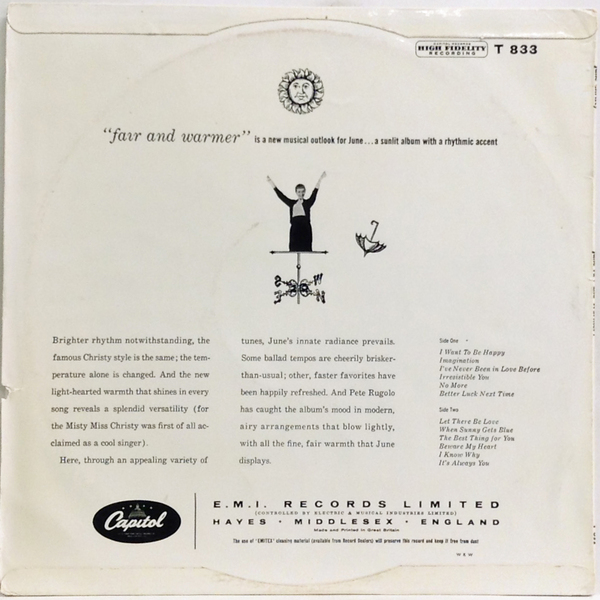 CAPITOL RECORDS
HIGH FIDELITY
RECORDING
T 833
"fair and warmer" is a new musical outlook for June...a sunlit album with a rhythmic accent
S W
E N
Brighter rhythm notwithstanding, the
famous Christy style is the same; the tem-
perature alone is changed. And the new
light-hearted warmth that shines in every
song reveals a splendid versatility (for
the Misty Miss Christy was first of all ac-
claimed as a cool singer).
Here, through an appealing variety of
tunes, June's innate radiance prevails.
Some ballad tempos are cheerily brisker-
than-usual; other, faster favorites have
been happily refreshed. And Pete Rugolo
has caught the album's mood in modern,
airy arrangements that blow lightly,
with all the fine, fair warmth that June
displays.
Side One
I Want To Be Happy
Imagination
I've Never Been in Love Before
Irresistible You
No More
Better Luck Next Time
Side Two
Let There Be Love
When Sunny Gets Blue
The Best Thing for You
Beware My Heart
I Know Why
It's Always You
Capitol
E.M.I. RECORDS LIMITED
(CONTROLLED BY ELECTRIC & MUSICAL INDUSTRIES LIMITED)
HAYES · MIDDLESEX · ENGLAND
Made and Printed in Great Britain
The use of "EMITEX" cleaning material (available from Record Dealers) will preserve this record and keep it free from dust
W & W